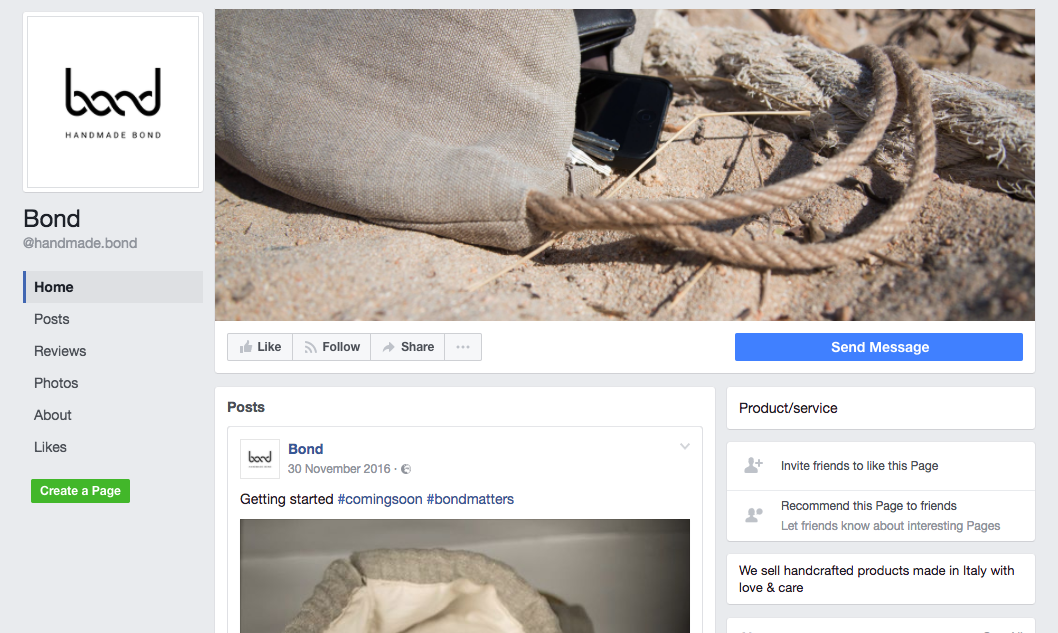 bond
HANDMADE BOND
Bond
@handmade.bond
Home
Posts
Reviews
Photos
About
Likes
Create a Page
Like
Follow
Share
Send Message
Posts
Bond
30 November 2016 ·
Getting started #comingsoon #bondmatters
Product/service
Invite friends to like this Page
Recommend this Page to friends
Let friends know about interesting Pages
We sell handcrafted products made in Italy with
love & care